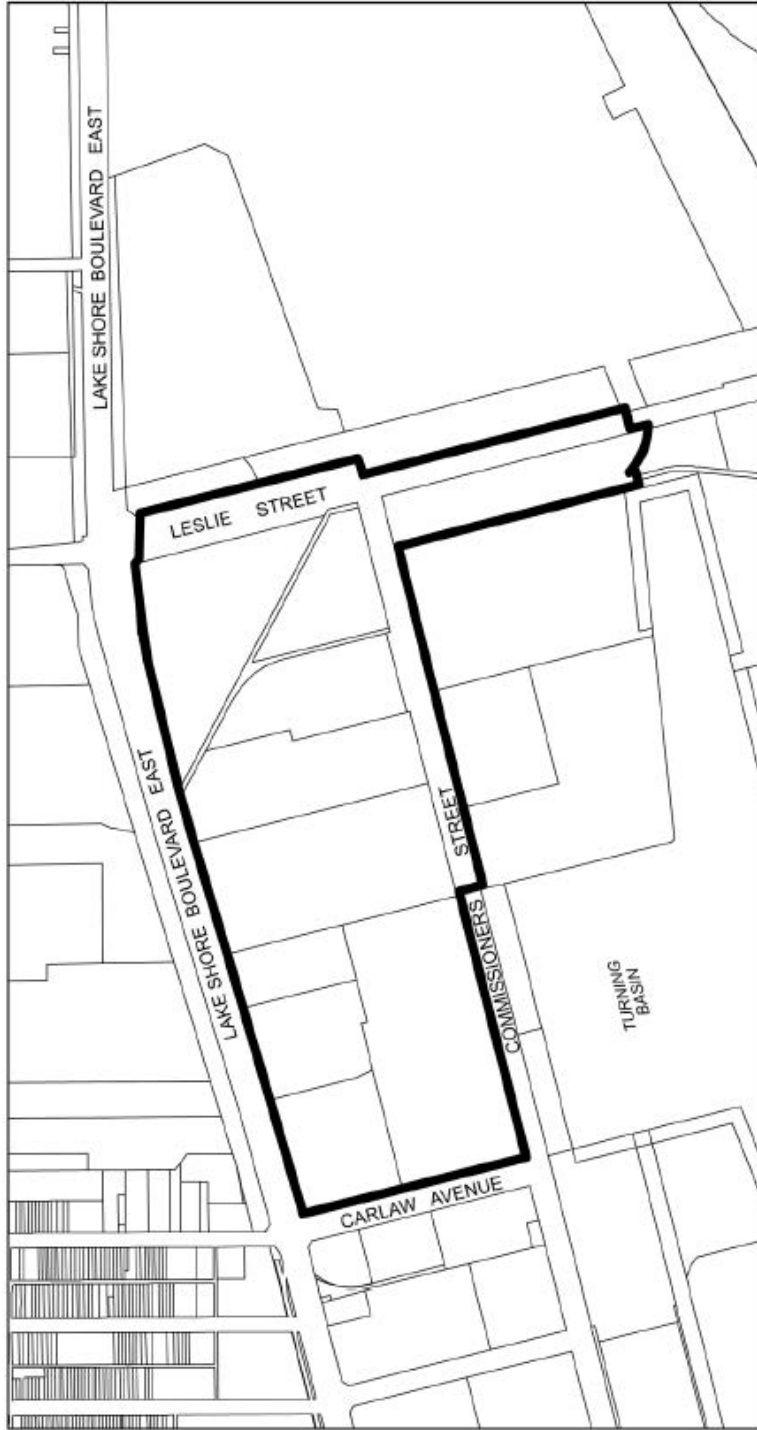 LAKE SHORE BOULEVARD EAST
LESLIE STREET
LAKE SHORE BOULEVARD EAST
COMMISSIONERS STREET
TURNING
BASIN
CARLAW AVENUE